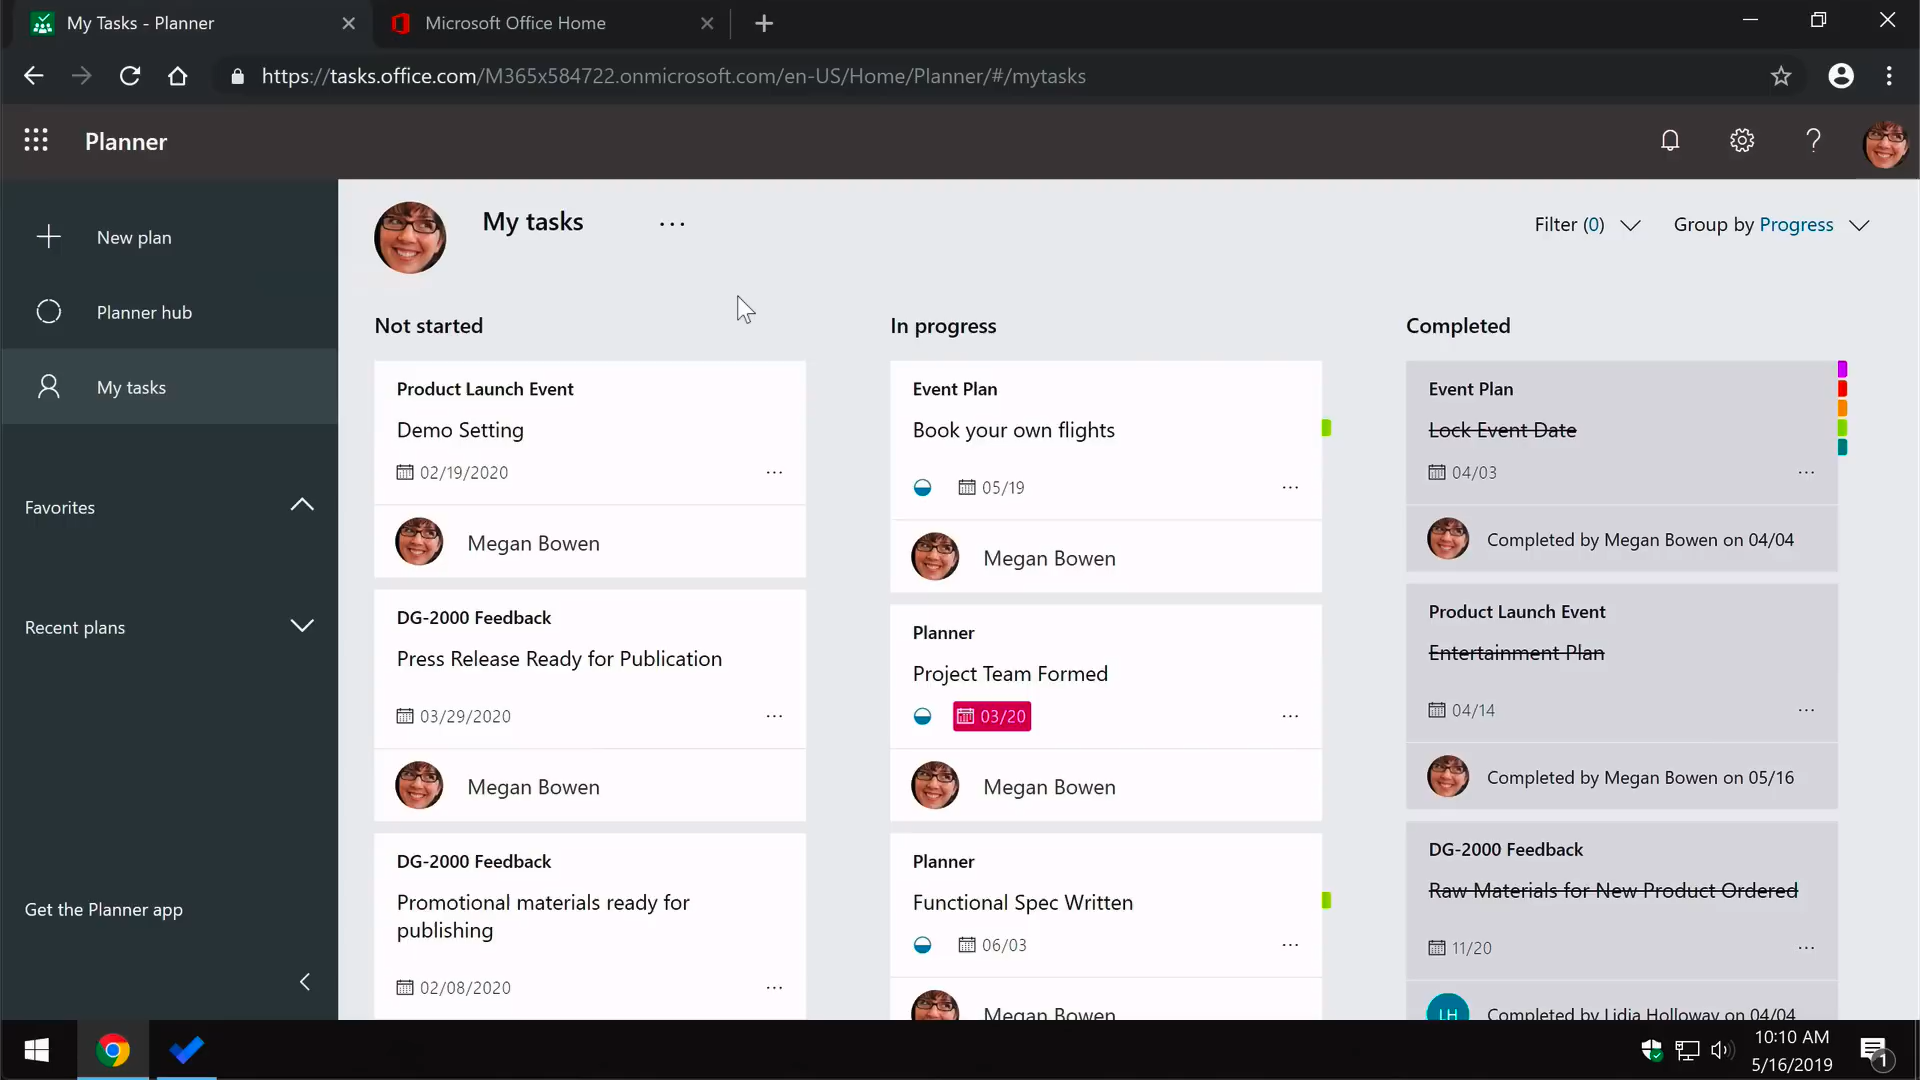 My Tasks - Planner
Microsoft Office Home
https://tasks.office.com/M365x584722.onmicrosoft.com/en-US/Home/Planner/#/mytasks
Planner
New plan
Planner hub
My tasks
Favorites
Recent plans
Get the Planner app
My tasks
Filter (0)
Group by Progress
Not started
Product Launch Event
Demo Setting
02/19/2020
Megan Bowen
DG-2000 Feedback
Press Release Ready for Publication
03/29/2020
Megan Bowen
DG-2000 Feedback
Promotional materials ready for
publishing
02/08/2020
In progress
Event Plan
Book your own flights
05/19
Megan Bowen
Planner
Project Team Formed
03/20
Megan Bowen
Planner
Functional Spec Written
06/03
Megan Bowen
Completed
Event Plan
Lock Event Date
04/03
Completed by Megan Bowen on 04/04
Product Launch Event
Entertainment Plan
04/14
Completed by Megan Bowen on 05/16
DG-2000 Feedback
Raw Materials for New Product Ordered
11/20
LH
Completed by Lidia Holloway on 04/04
10:10 AM
5/16/2019
1